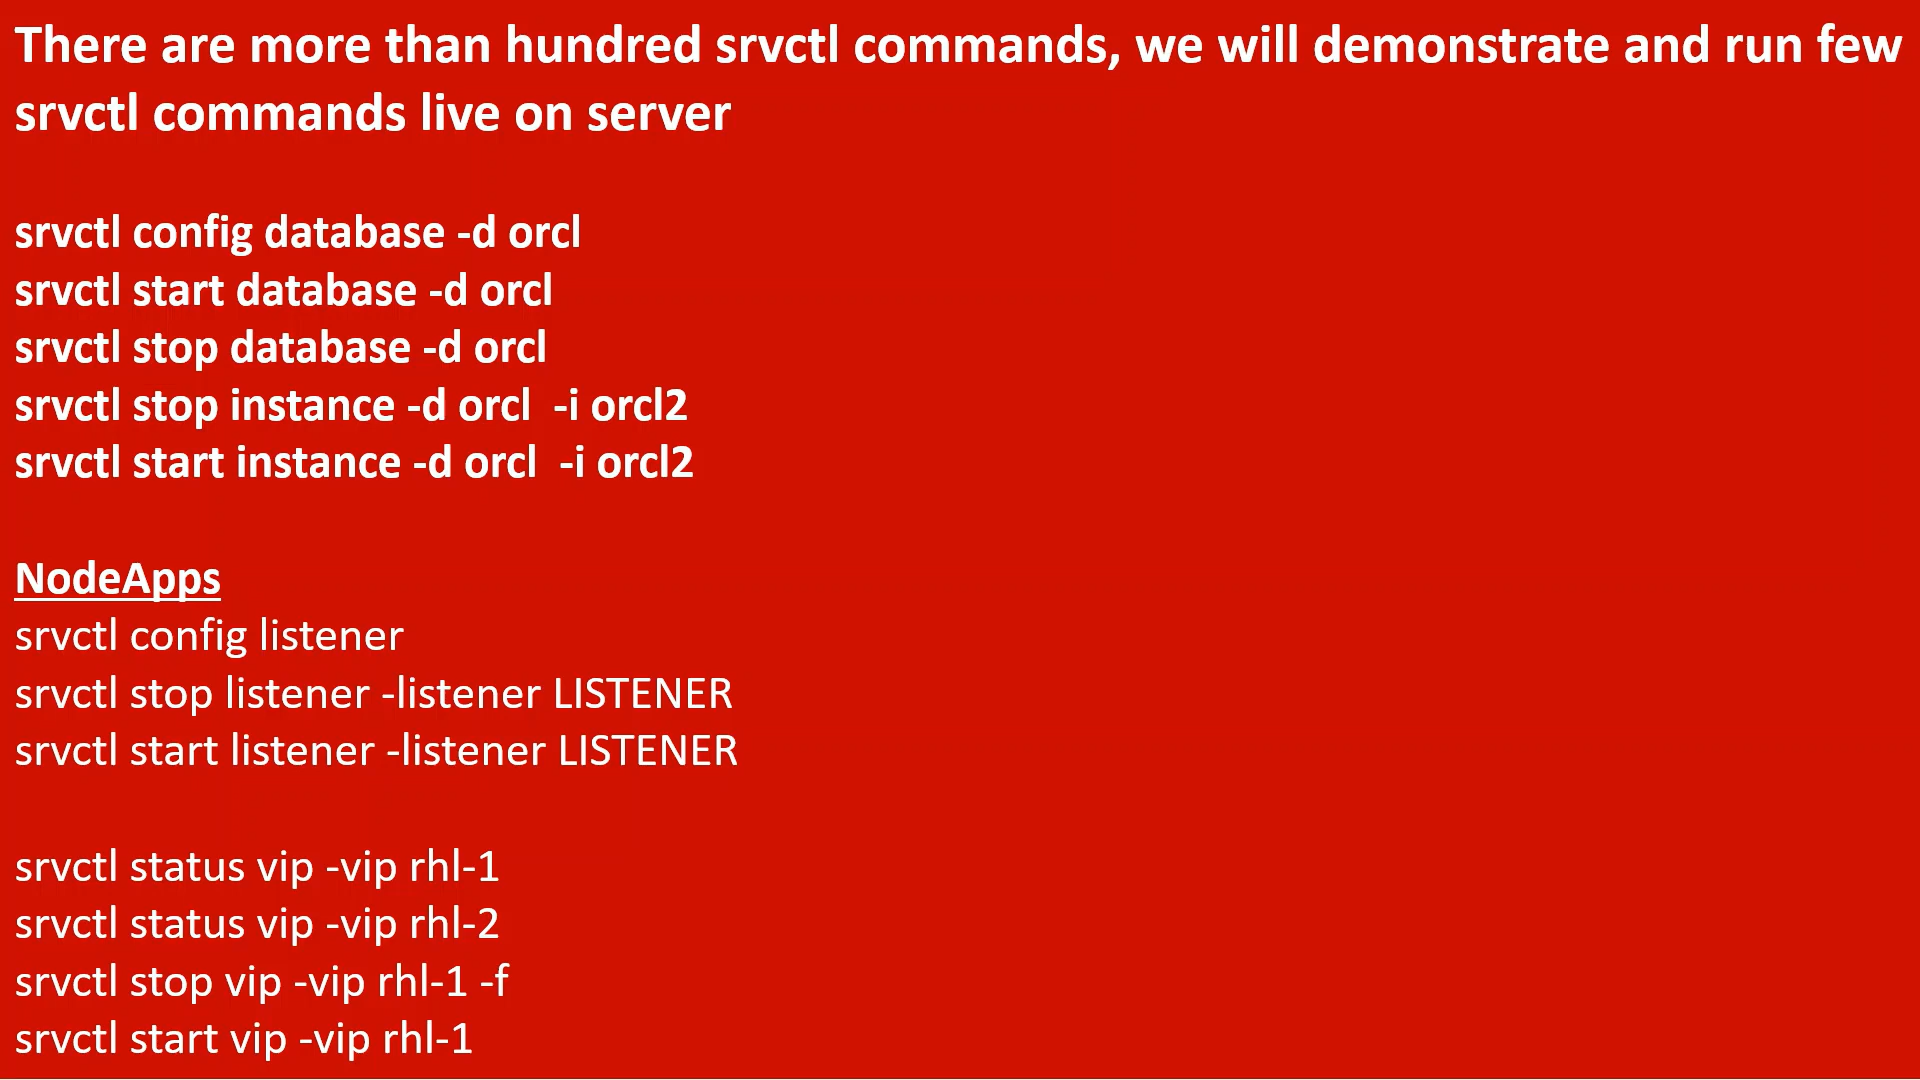 There are more than hundred srvctl commands, we will demonstrate and run few
srvctl commands live on server
srvctl config database -d orcl
srvctl start database -d orcl
srvctl stop database -d orcl
srvctl stop instance -d orcl  -i orcl2
srvctl start instance -d orcl  -i orcl2
NodeApps
srvctl config listener
srvctl stop listener -listener LISTENER
srvctl start listener -listener LISTENER
srvctl status vip -vip rhl-1
srvctl status vip -vip rhl-2
srvctl stop vip -vip rhl-1 -f
srvctl start vip -vip rhl-1